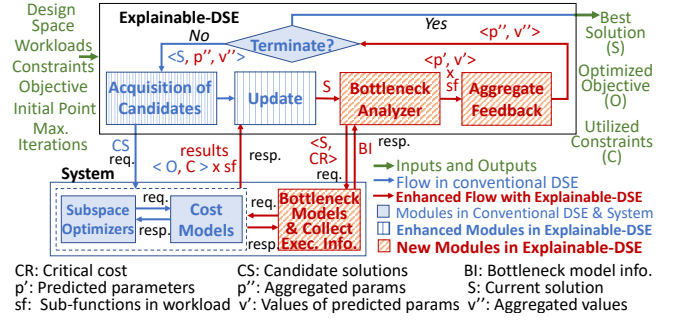 Design
Space
Workloads
Constraints
Objective
Initial Point
Max.
Iterations
Explainable-DSE
No
Yes
Terminate?
<S, p'', v''>
<p'', v''>
<p', v'>
x
sf
Acquisition of
Candidates
Update
S
Bottleneck
Analyzer
Aggregate
Feedback
Best
Solution
(S)
Optimized
Objective
(O)
Utilized
Constraints
(C)
CS
req.
results
< O, C > x sf
resp.
<S,
CR>
req.
BI
resp.
System
Subspace
Optimizers
req.
resp.
Cost
Models
req.
resp.
Bottleneck
Models
& Collect
Exec. Info.
Inputs and Outputs
Flow in conventional DSE
Enhanced Flow with Explainable-DSE
Modules in Conventional DSE & System
Enhanced Modules in Explainable-DSE
New Modules in Explainable-DSE
CR: Critical cost
CS: Candidate solutions
BI: Bottleneck model info.
p': Predicted parameters
p'': Aggregated params
S: Current solution
sf: Sub-functions in workload
v': Values of predicted params
v'': Aggregated values